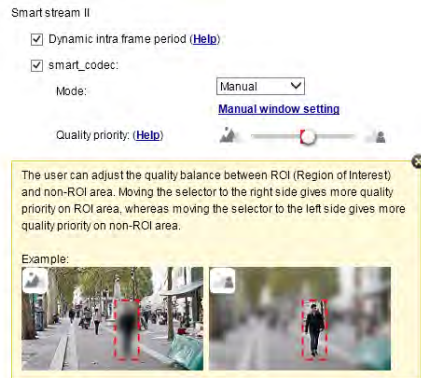 Smart stream II
Dynamic intra frame period (Help)
smart_codec:
Mode: Manual
Manual window setting
Quality priority: (Help)
The user can adjust the quality balance between ROI (Region of Interest)
and non-ROI area. Moving the selector to the right side gives more quality
priority on ROI area, whereas moving the selector to the left side gives more
quality priority on non-ROI area.
Example: